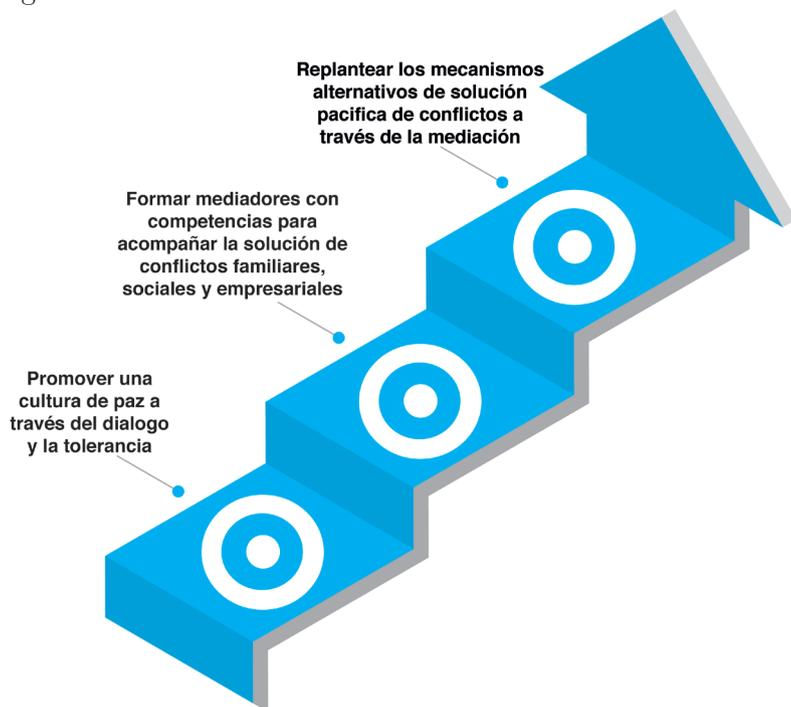 Replantear los mecanismos
alternativos de solución
pacifica de conflictos a
través de la mediación
Formar mediadores con
competencias para
acompañar la solución de
conflictos familiares,
sociales y empresariales
Promover una
cultura de paz a
través del dialogo
y la tolerancia